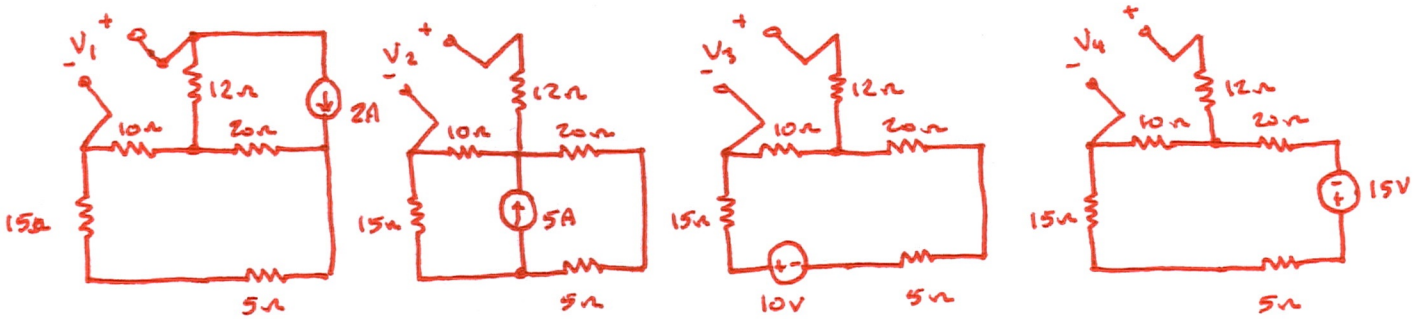 V1 + -
12Ω
2A
10Ω 20Ω
15Ω
5Ω
V2 + -
12Ω
10Ω 20Ω
15Ω
5A
5Ω
V3 + -
12Ω
10Ω 20Ω
15Ω
+ -
10V
5Ω
V4 + -
12Ω
10Ω 20Ω
- +
15V
15Ω
5Ω